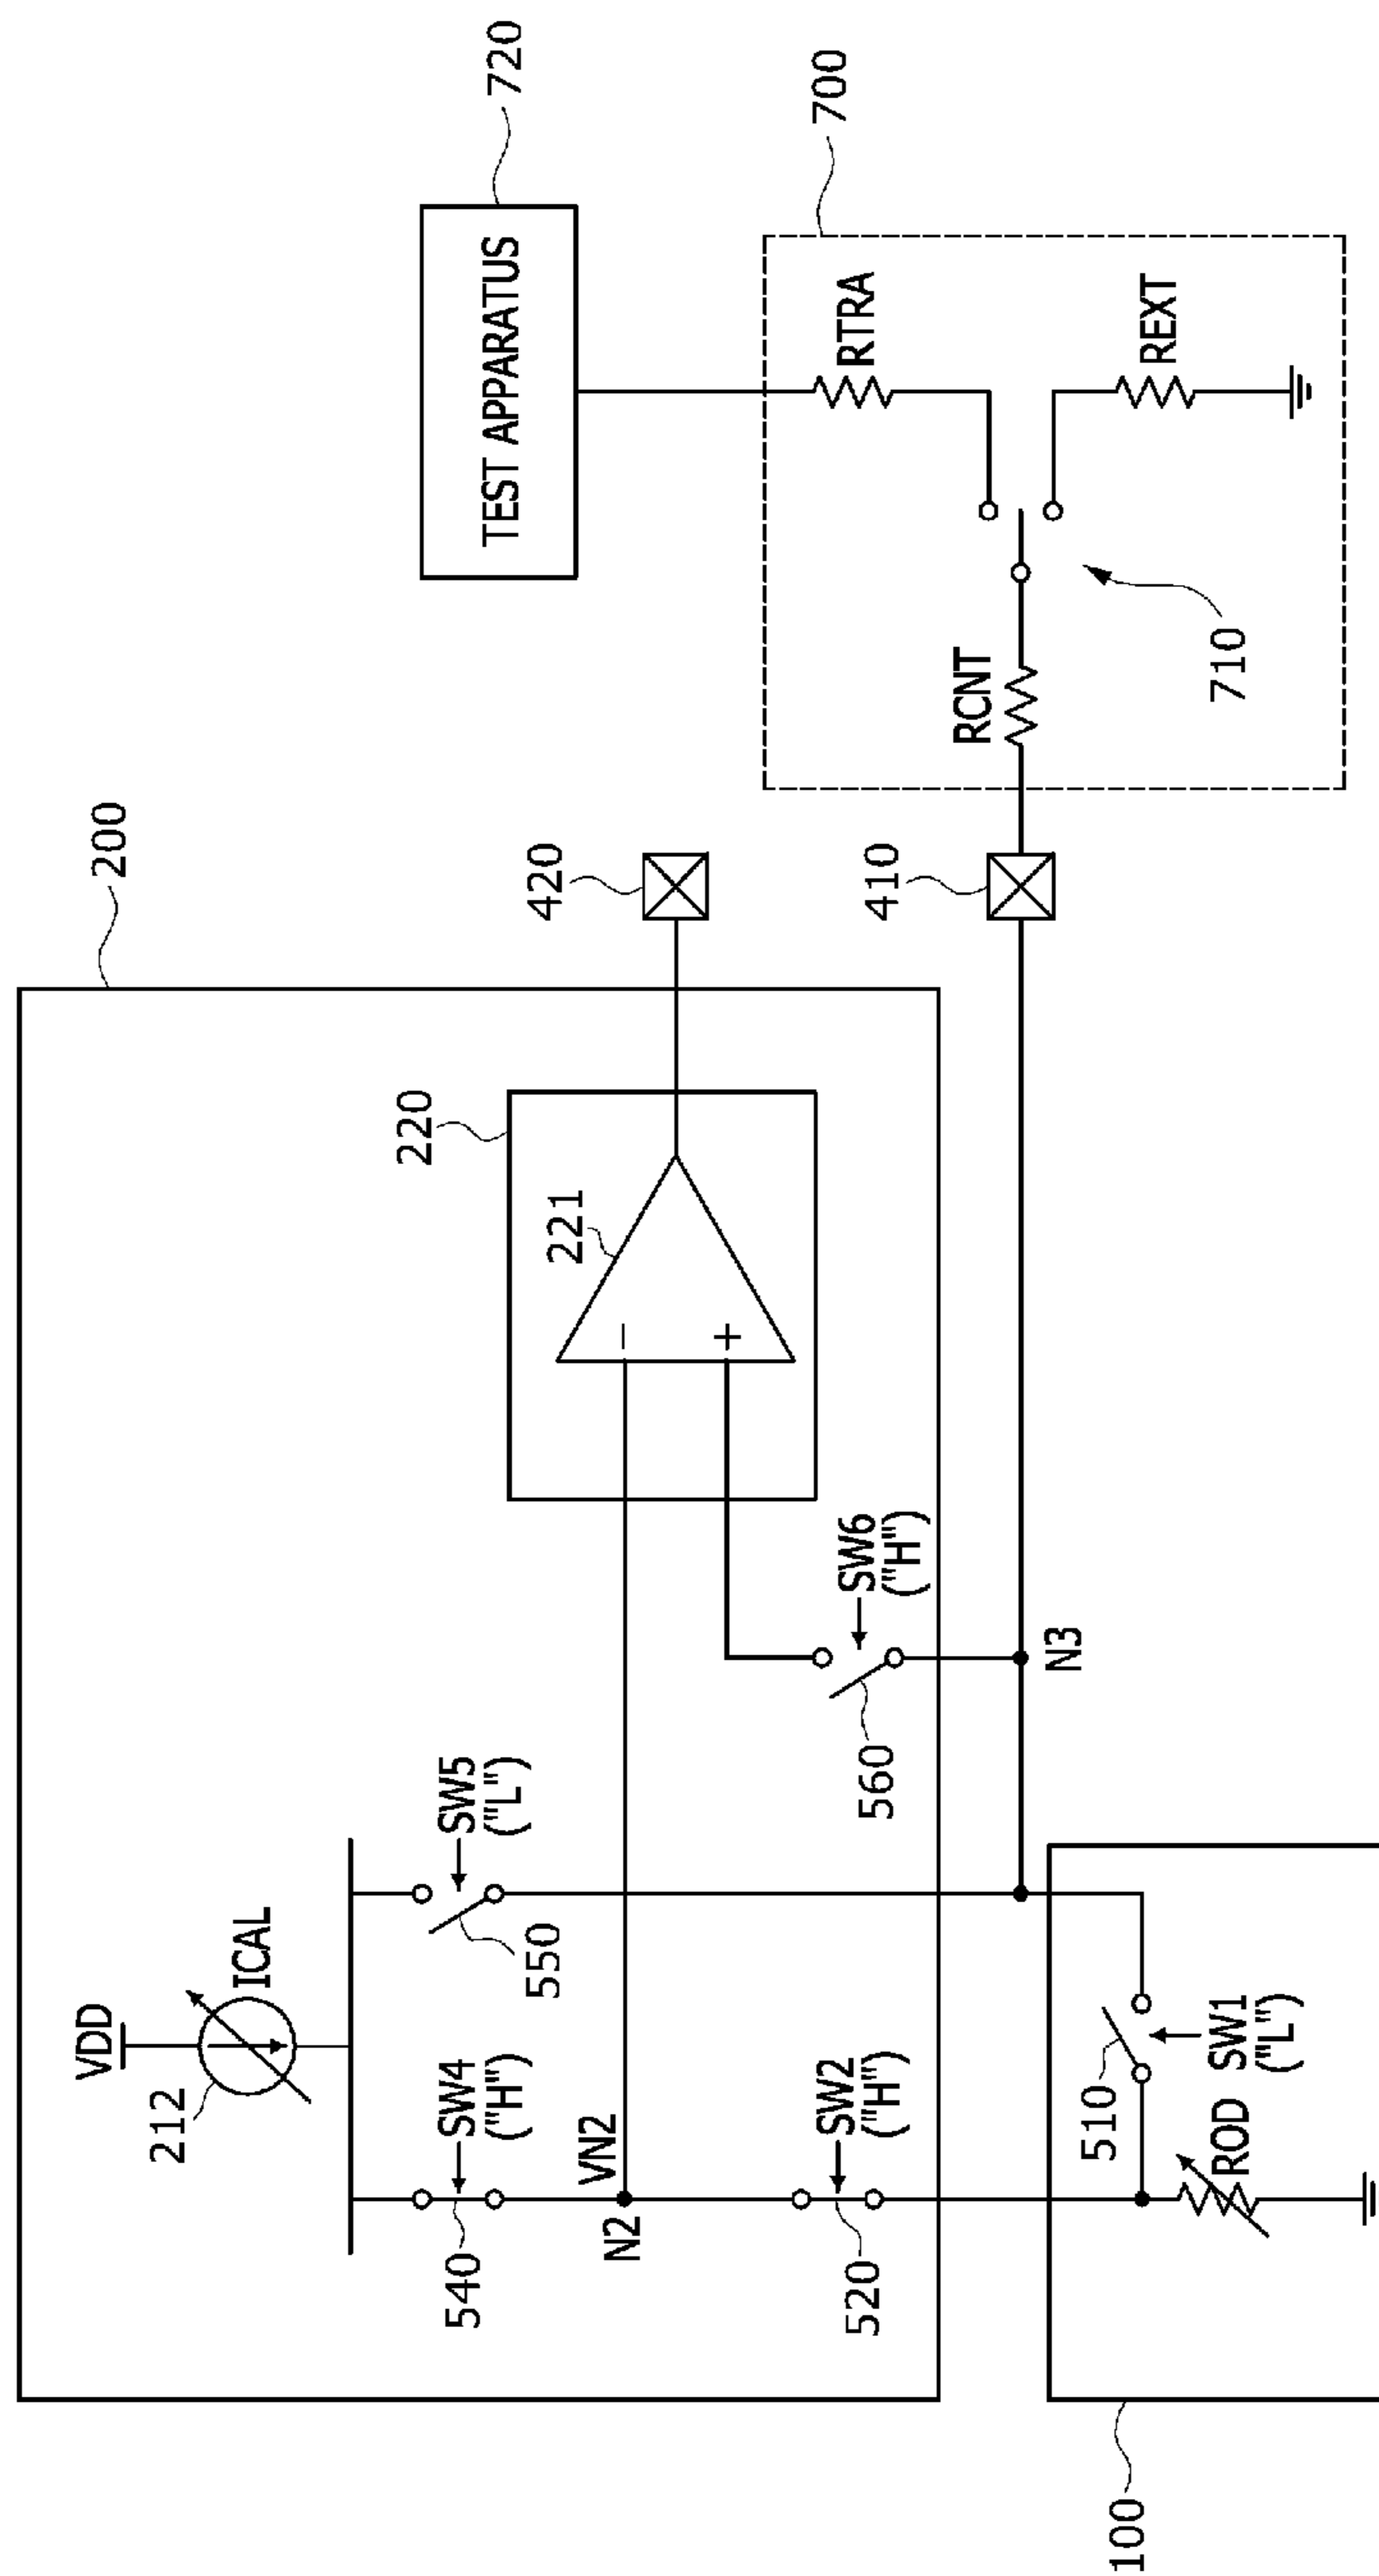 200
VDD
212
ICAL
540
SW4
("H")
SW5
("L")
550
220
221
−
+
420
VN2
N2
520
SW2
("H")
SW6
("H")
560
N3
410
100
510
SW1
("L")
ROD
TEST APPARATUS
720
700
RTRA
RCNT
REXT
710